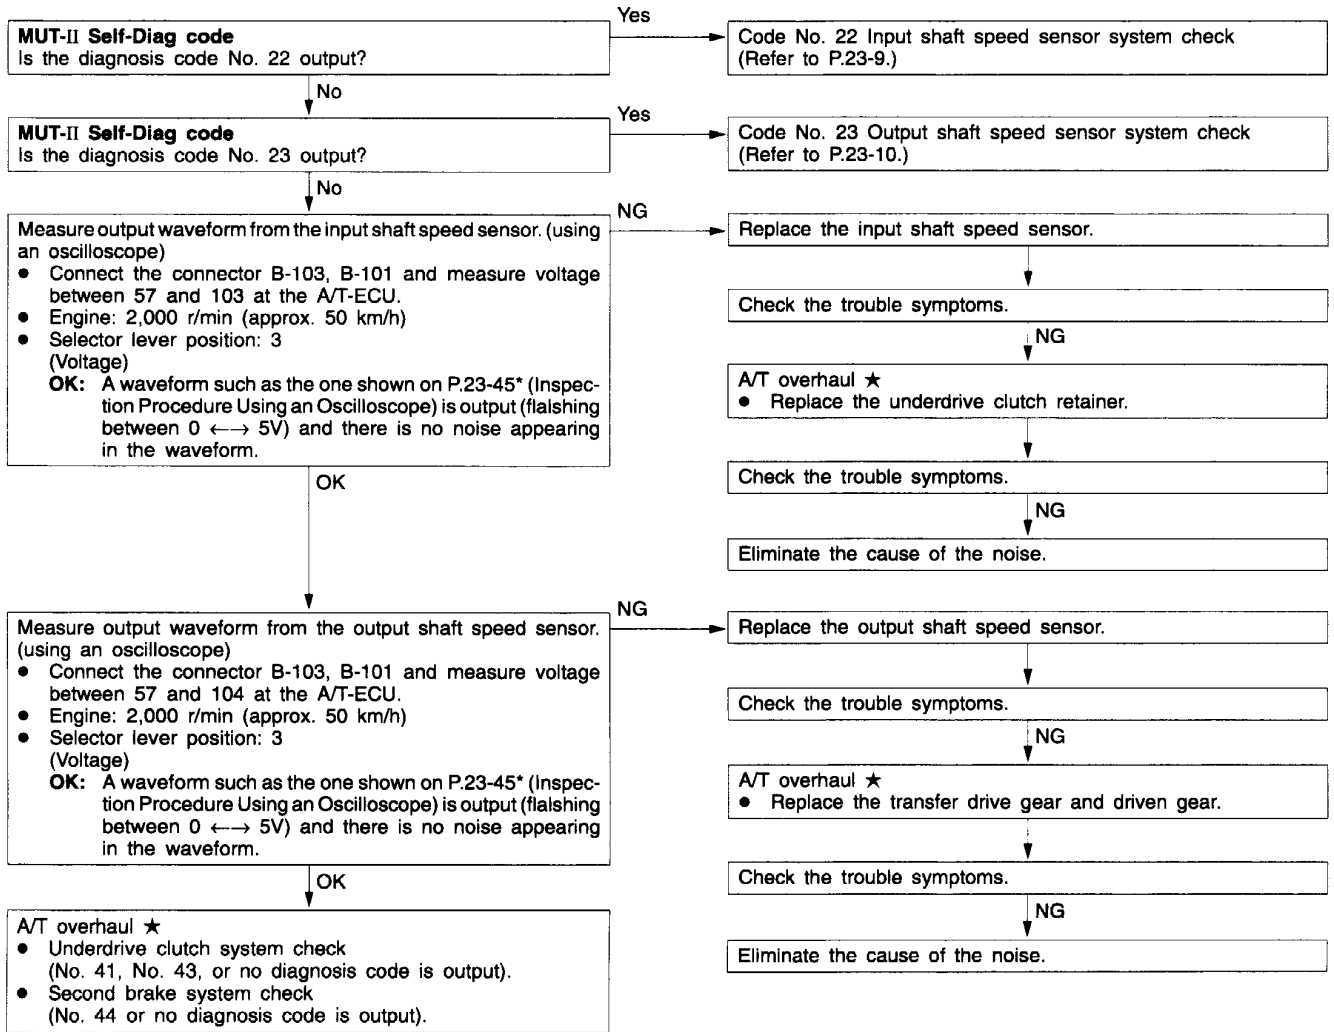 MUT-II Self-Diag code
Is the diagnosis code No. 22 output?
Yes
Code No. 22 Input shaft speed sensor system check
(Refer to P.23-9.)
No
MUT-II Self-Diag code
Is the diagnosis code No. 23 output?
Yes
Code No. 23 Output shaft speed sensor system check
(Refer to P.23-10.)
No
Measure output waveform from the input shaft speed sensor. (using
an oscilloscope)
● Connect the connector B-103, B-101 and measure voltage
between 57 and 103 at the A/T-ECU.
● Engine: 2,000 r/min (approx. 50 km/h)
● Selector lever position: 3
(Voltage)
OK: A waveform such as the one shown on P.23-45* (Inspec-
tion Procedure Using an Oscilloscope) is output (flalshing
between 0 ←→ 5V) and there is no noise appearing
in the waveform.
NG
Replace the input shaft speed sensor.
Check the trouble symptoms.
NG
A/T overhaul ★
● Replace the underdrive clutch retainer.
Check the trouble symptoms.
NG
Eliminate the cause of the noise.
OK
Measure output waveform from the output shaft speed sensor.
(using an oscilloscope)
● Connect the connector B-103, B-101 and measure voltage
between 57 and 104 at the A/T-ECU.
● Engine: 2,000 r/min (approx. 50 km/h)
● Selector lever position: 3
(Voltage)
OK: A waveform such as the one shown on P.23-45* (Inspec-
tion Procedure Using an Oscilloscope) is output (flalshing
between 0 ←→ 5V) and there is no noise appearing
in the waveform.
NG
Replace the output shaft speed sensor.
Check the trouble symptoms.
NG
A/T overhaul ★
● Replace the transfer drive gear and driven gear.
Check the trouble symptoms.
NG
Eliminate the cause of the noise.
OK
A/T overhaul ★
● Underdrive clutch system check
(No. 41, No. 43, or no diagnosis code is output).
● Second brake system check
(No. 44 or no diagnosis code is output).